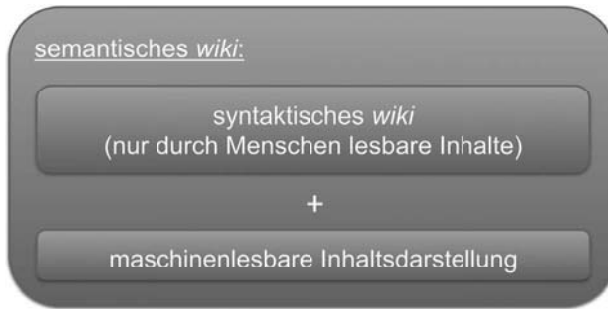 semantisches wiki:
syntaktisches wiki
(nur durch Menschen lesbare Inhalte)
+
maschinenlesbare Inhaltsdarstellung